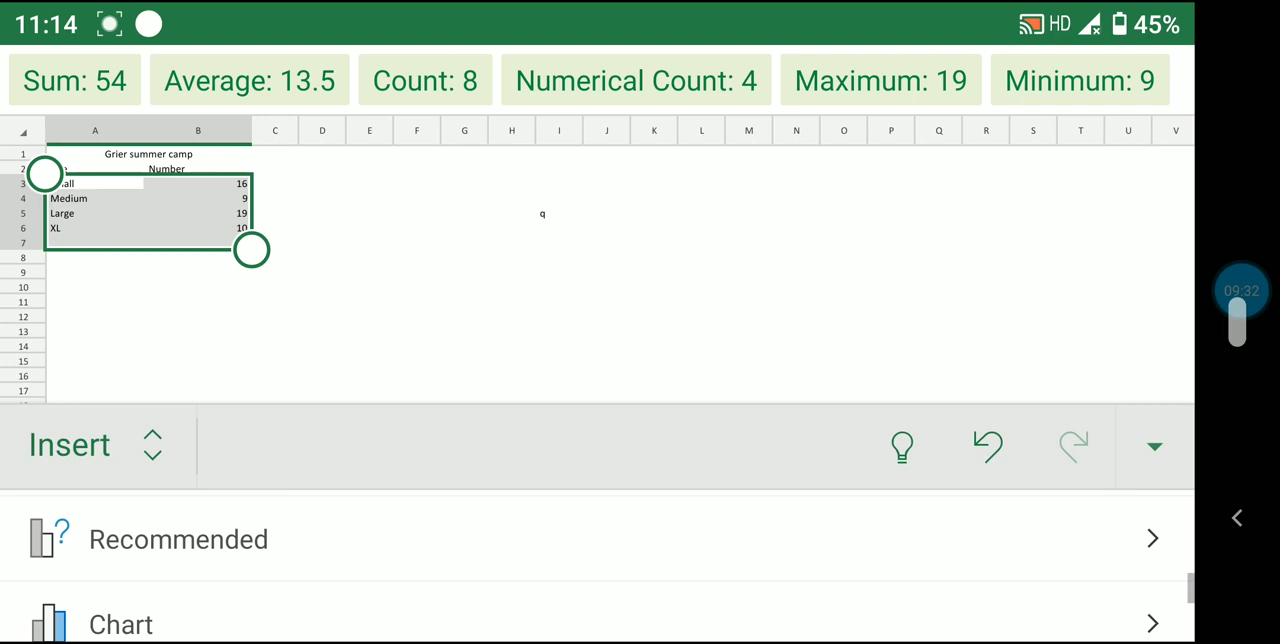 11:14 HD 45%
Sum: 54 Average: 13.5 Count: 8 Numerical Count: 4 Maximum: 19 Minimum: 9
A B C D E F G H I J K L M N O P Q R S T U V
1 Grier summer camp
2 Number
3 16
4 Medium 9
5 Large 19 q
6 XL 10
7
8
9
10
11
12
13
14
15
16
17
09:32
Insert
Recommended
Chart